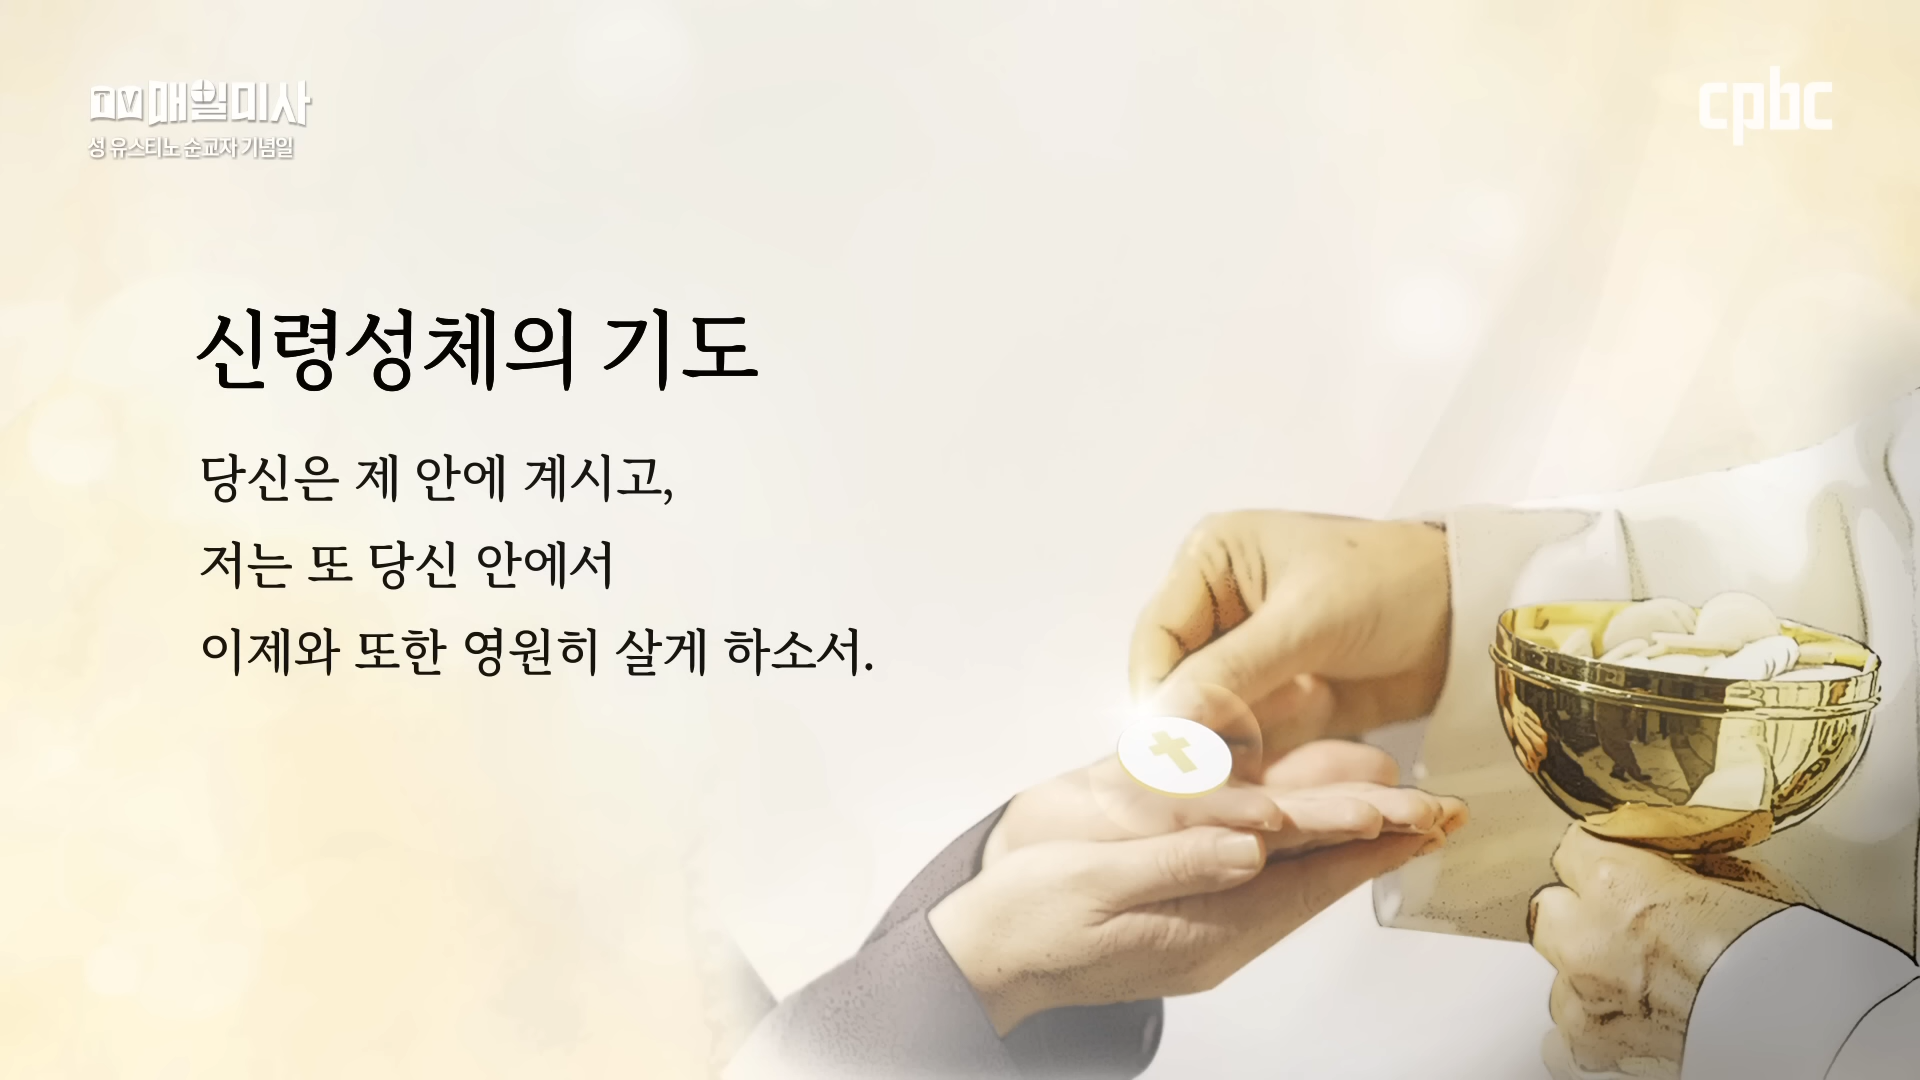 TV매일미사
성 유스티노 순교자 기념일
cpbc
신령성체의 기도
당신은 제 안에 계시고,
저는 또 당신 안에서
이제와 또한 영원히 살게 하소서.